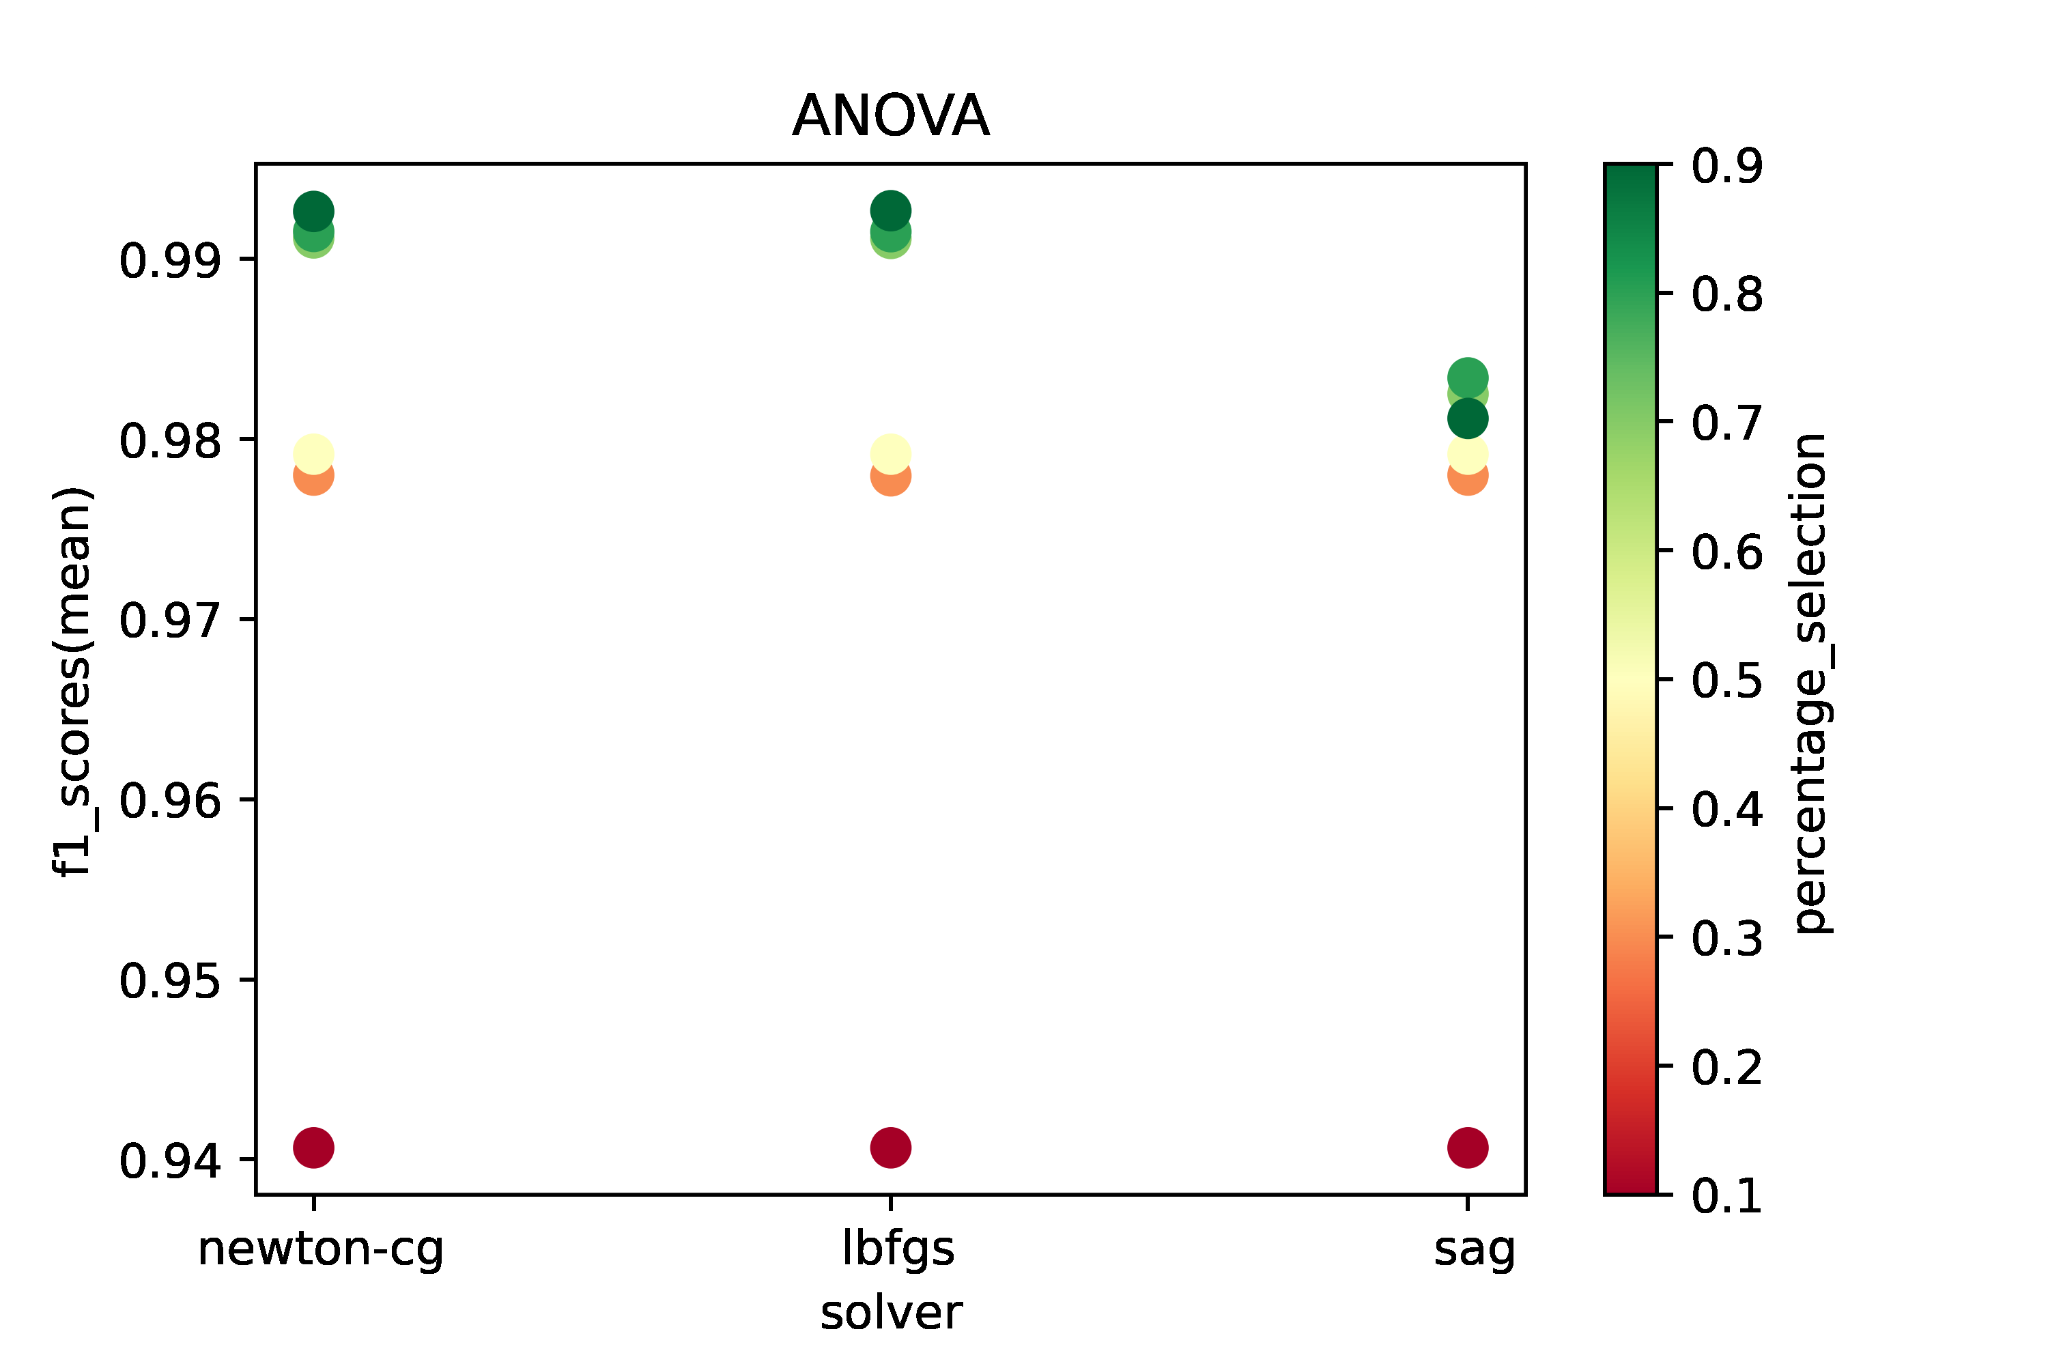 ANOVA
f1_scores(mean)
0.99
0.98
0.97
0.96
0.95
0.94
newton-cg
lbfgs
sag
solver
0.9
0.8
0.7
0.6
0.5
0.4
0.3
0.2
0.1
percentage_selection